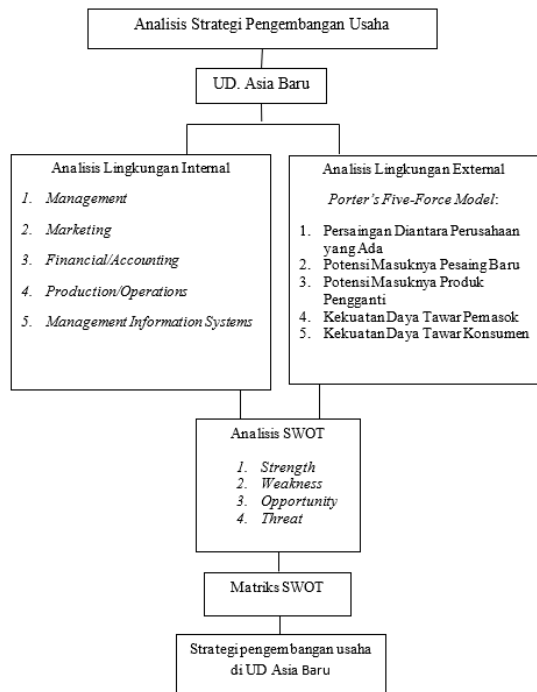 Analisis Strategi Pengembangan Usaha
UD. Asia Baru
Analisis Lingkungan Internal
1. Management
2. Marketing
3. Financial/Accounting
4. Production/Operations
5. Management Information Systems
Analisis Lingkungan External
Porter's Five-Force Model:
1. Persaingan Diantara Perusahaan
yang Ada
2. Potensi Masuknya Pesaing Baru
3. Potensi Masuknya Produk
Pengganti
4. Kekuatan Daya Tawar Pemasok
5. Kekuatan Daya Tawar Konsumen
Analisis SWOT
1. Strength
2. Weakness
3. Opportunity
4. Threat
Matriks SWOT
Strategi pengembangan usaha
di UD Asia Baru